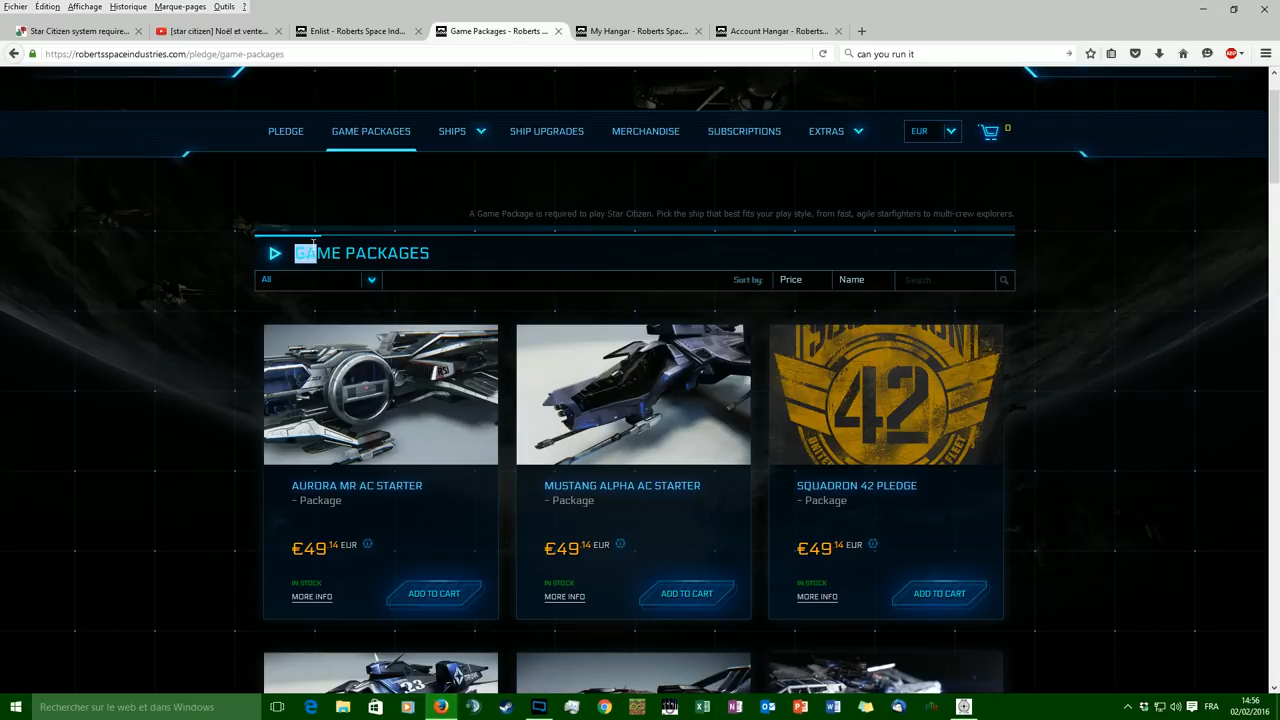 Fichier Édition Affichage Historique Marque-pages Outils ?
Star Citizen system require... [star citizen] Noël et vente... Enlist - Roberts Space Ind... Game Packages - Roberts ... My Hangar - Roberts Spac... Account Hangar - Roberts...
https://robertsspaceindustries.com/pledge/game-packages can you run it
PLEDGE GAME PACKAGES SHIPS SHIP UPGRADES MERCHANDISE SUBSCRIPTIONS EXTRAS EUR 0
A Game Package is required to play Star Citizen. Pick the ship that best fits your play style, from fast, agile starfighters to multi-crew explorers.
GAME PACKAGES
All Sort by: Price Name Search...
RSI 42
AURORA MR AC STARTER MUSTANG ALPHA AC STARTER SQUADRON 42 PLEDGE
– Package – Package – Package
€49.14 EUR €49.14 EUR €49.14 EUR
IN STOCK IN STOCK IN STOCK
MORE INFO ADD TO CART MORE INFO ADD TO CART MORE INFO ADD TO CART
23
Rechercher sur le web et dans Windows FRA 14:56
02/02/2016